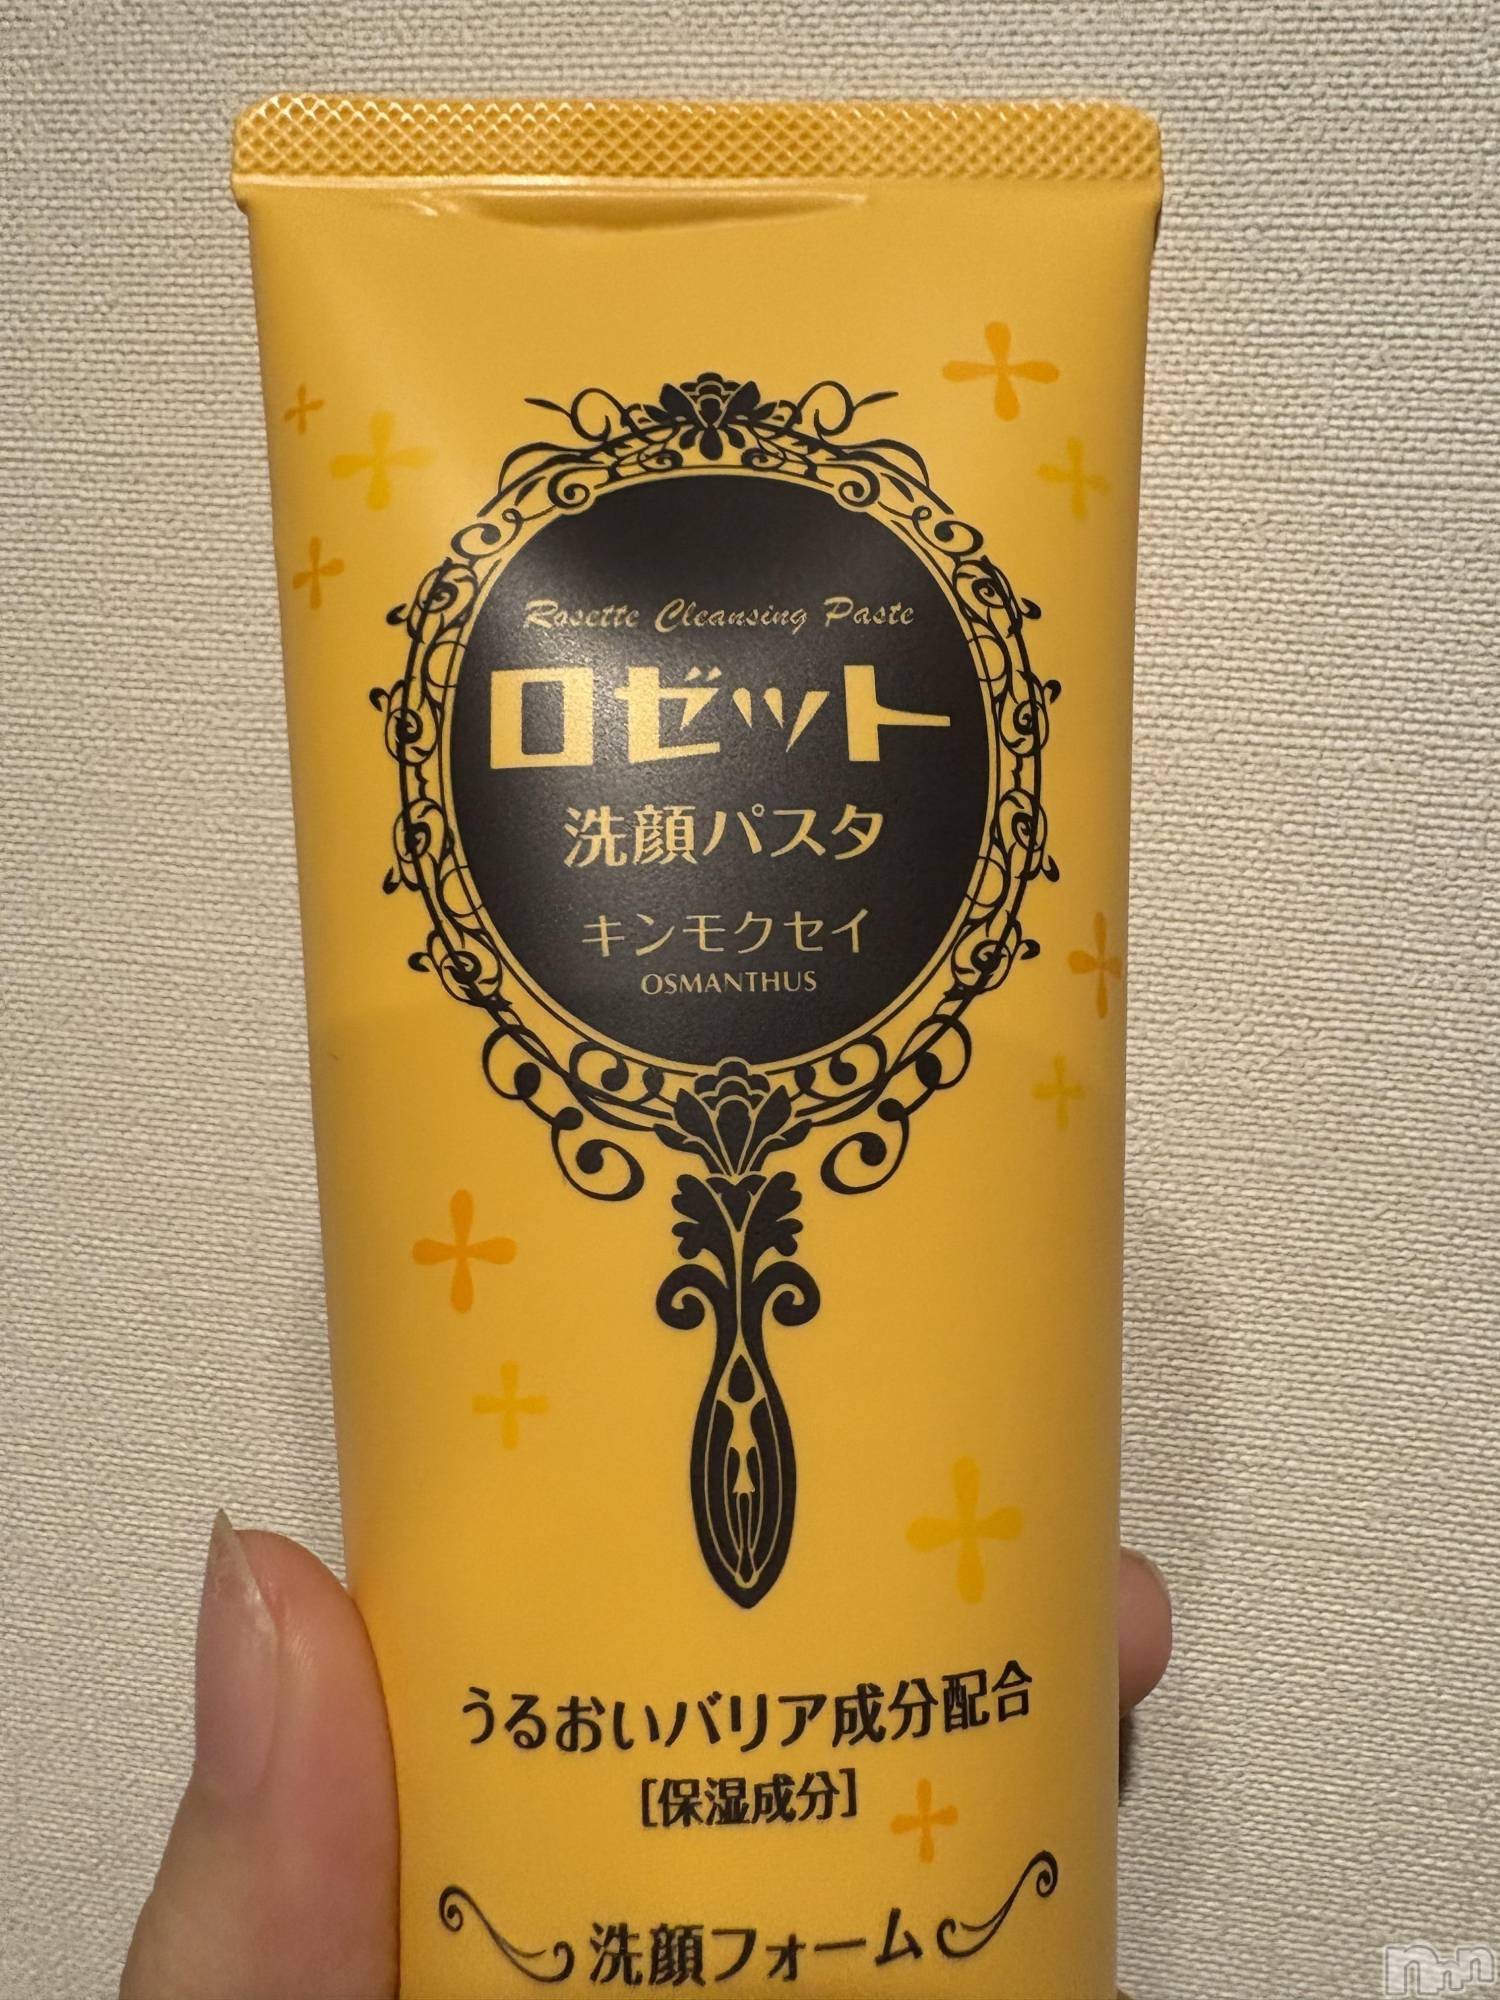 Rosette Cleansing Paste
ロゼット
洗顔パスタ
キンモクセイ
OSMANTHUS
うるおいバリア成分配合
[保湿成分]
洗顔フォーム